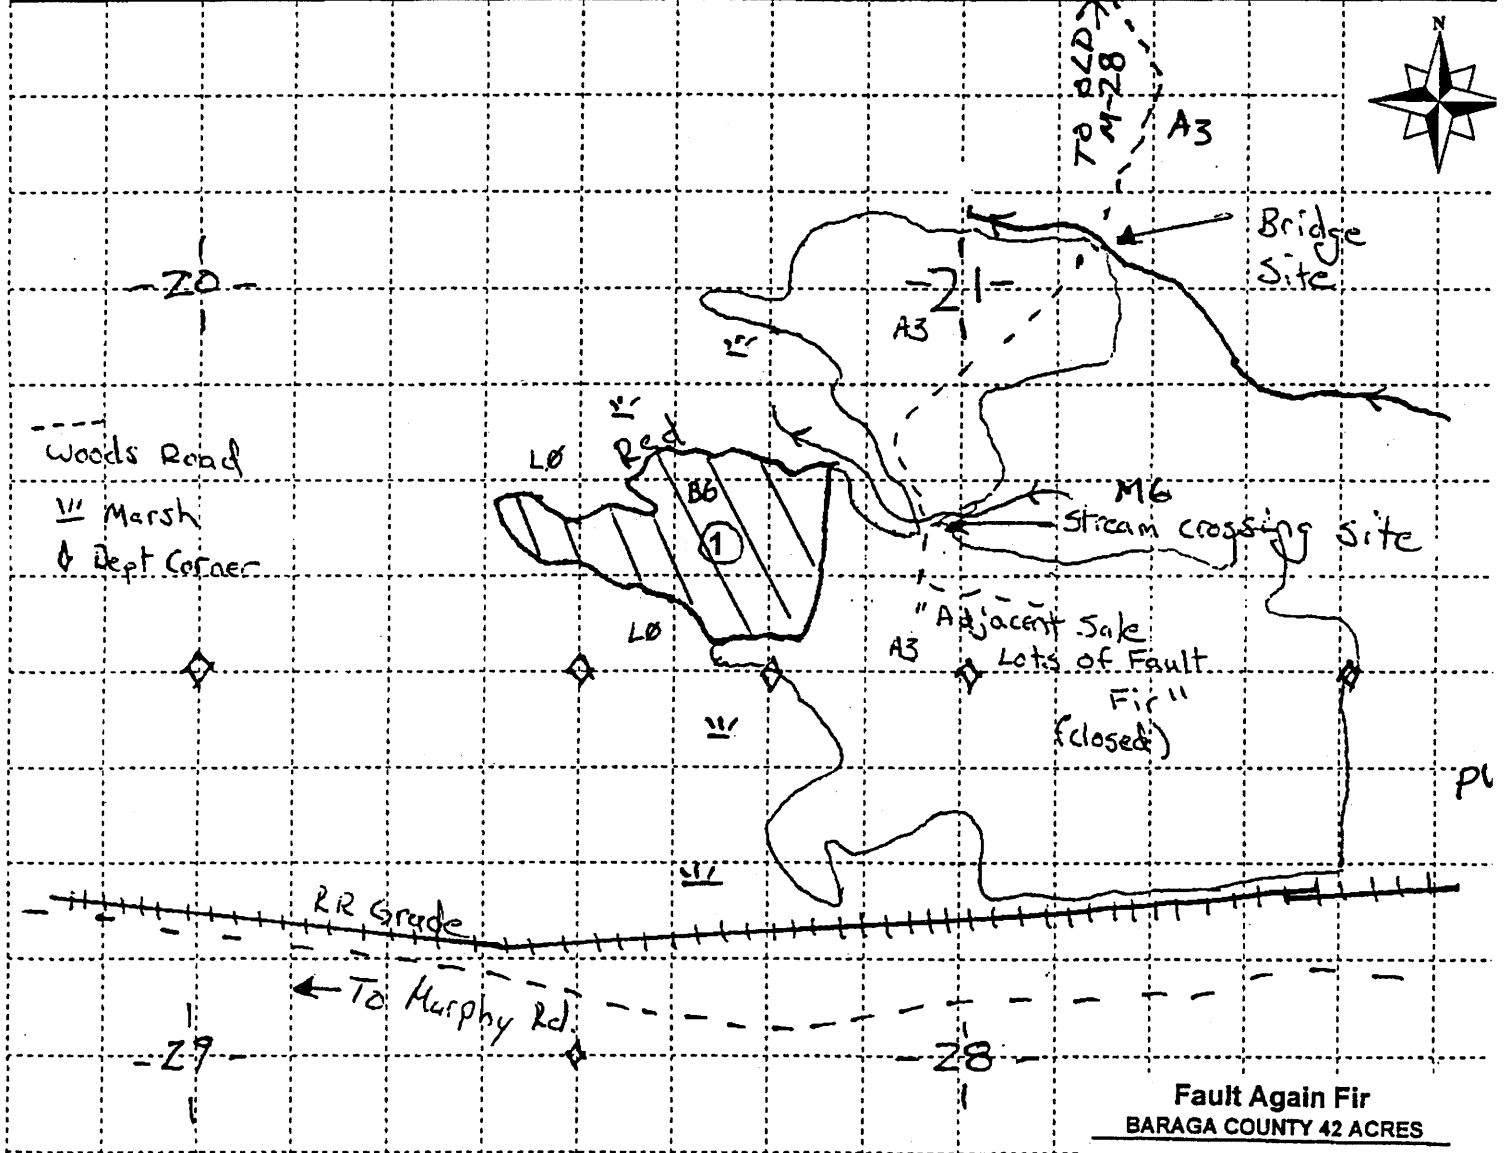 N
TO OLD
M-28
A3
Bridge
Site
-20-
-21-
A3
Red
Woods Road
LØ
B6
M6
Marsh
1
Stream crossing site
Dept Corner
LØ
"Adjacent Sale
A3
Lots of Fault
Fir"
(closed)
RR Grade
To Murphy Rd.
-29-
-28-
Fault Again Fir
BARAGA COUNTY 42 ACRES